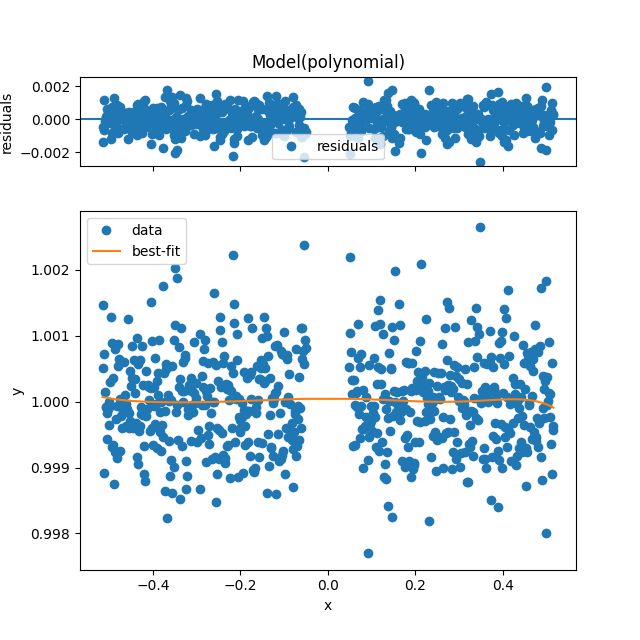 Model(polynomial)
0.002
0.000
−0.002
residuals
residuals
data
best-fit
1.002
1.001
1.000
0.999
0.998
y
−0.4
−0.2
0.0
0.2
0.4
x